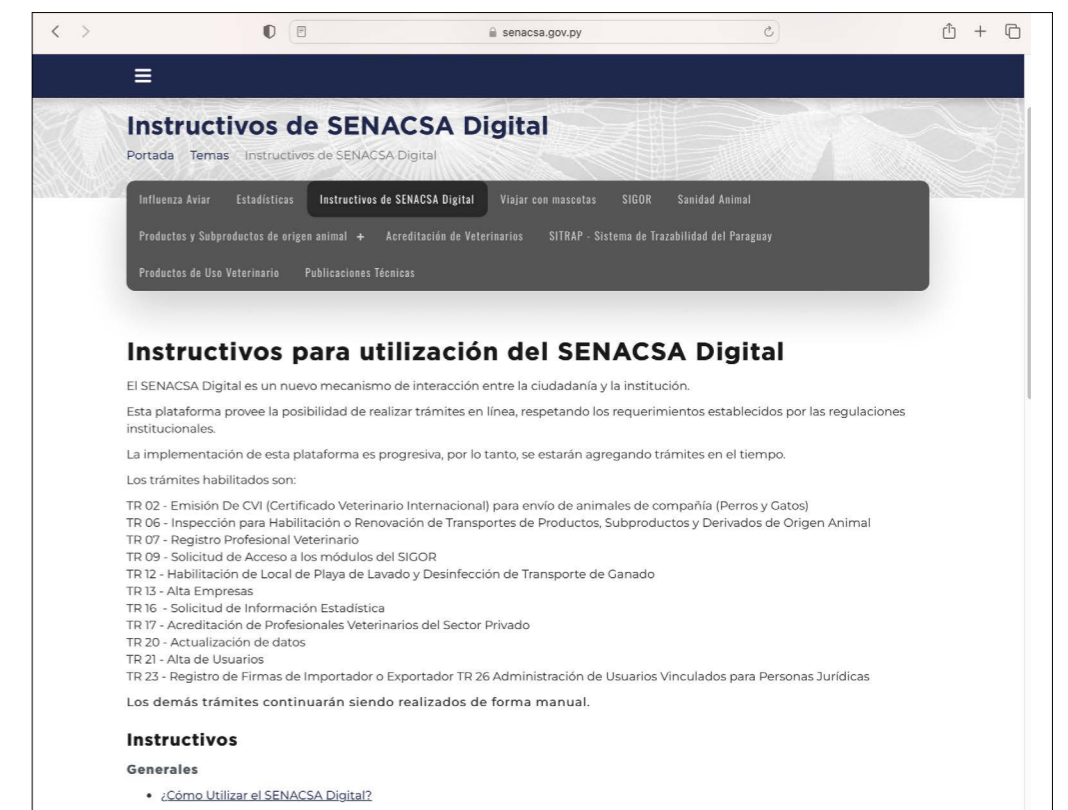 senacsa.gov.py
Instructivos de SENACSA Digital
Portada Temas Instructivos de SENACSA Digital
Influenza Aviar Estadísticas Instructivos de SENACSA Digital Viajar con mascotas SIGOR Sanidad Animal
Productos y Subproductos de origen animal + Acreditación de Veterinarios SITRAP - Sistema de Trazabilidad del Paraguay
Productos de Uso Veterinario Publicaciones Técnicas
Instructivos para utilización del SENACSA Digital
El SENACSA Digital es un nuevo mecanismo de interacción entre la ciudadanía y la institución.
Esta plataforma provee la posibilidad de realizar trámites en línea, respetando los requerimientos establecidos por las regulaciones
institucionales.
La implementación de esta plataforma es progresiva, por lo tanto, se estarán agregando trámites en el tiempo.
Los trámites habilitados son:
TR 02 - Emisión De CVI (Certificado Veterinario Internacional) para envío de animales de compañía (Perros y Gatos)
TR 06 - Inspección para Habilitación o Renovación de Transportes de Productos, Subproductos y Derivados de Origen Animal
TR 07 - Registro Profesional Veterinario
TR 09 - Solicitud de Acceso a los módulos del SIGOR
TR 12 - Habilitación de Local de Playa de Lavado y Desinfección de Transporte de Ganado
TR 13 - Alta Empresas
TR 16 - Solicitud de Información Estadística
TR 17 - Acreditación de Profesionales Veterinarios del Sector Privado
TR 20 - Actualización de datos
TR 21 - Alta de Usuarios
TR 23 - Registro de Firmas de Importador o Exportador TR 26 Administración de Usuarios Vinculados para Personas Jurídicas
Los demás trámites continuarán siendo realizados de forma manual.
Instructivos
Generales
• ¿Cómo Utilizar el SENACSA Digital?